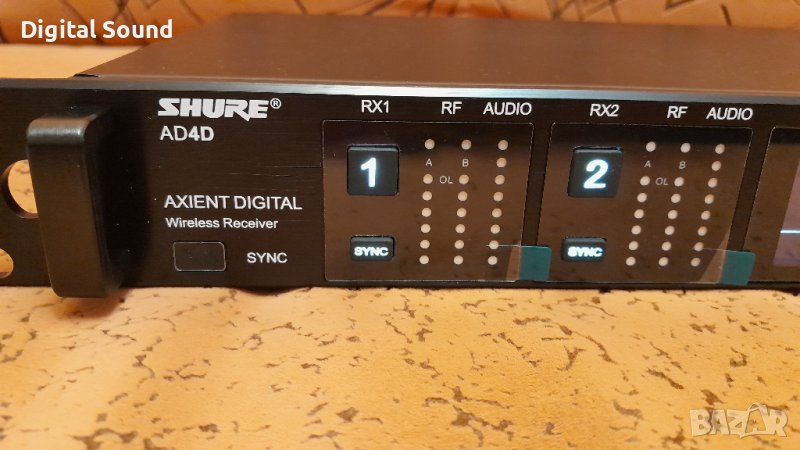 Digital Sound
SHURE®
AD4D
RX1 RF AUDIO
RX2 RF AUDIO
1
A B
OL
2
A B
OL
AXIENT DIGITAL
Wireless Receiver
SYNC
SYNC
SYNC
BAZAR